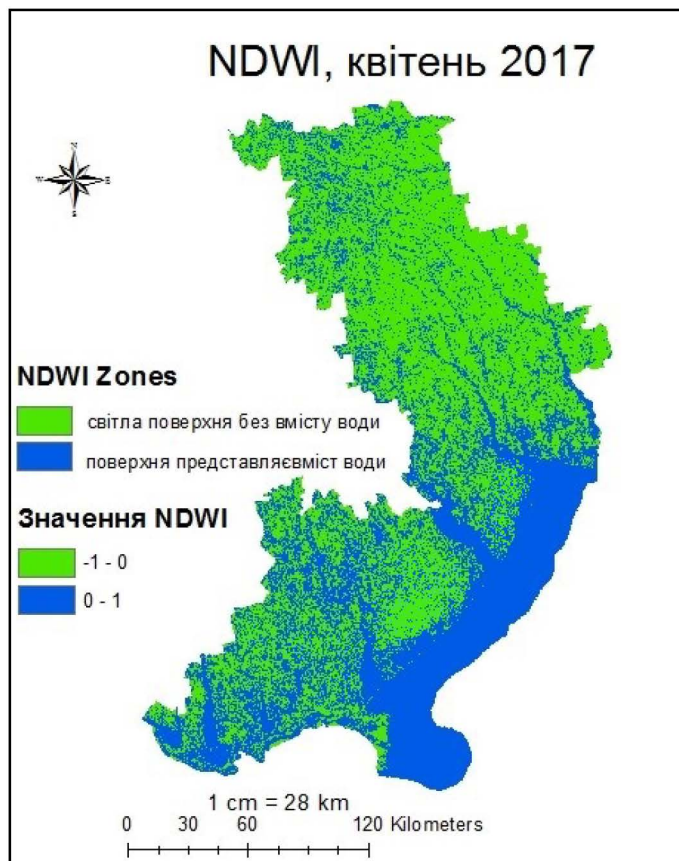 NDWI, квітень 2017
N
W E
S
NDWI Zones
світла поверхня без вмісту води
поверхня представляєвміст води
Значення NDWI
-1 - 0
0 - 1
1 cm = 28 km
0 30 60 120 Kilometers